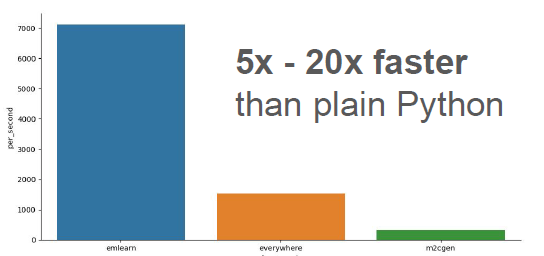 7000
6000
5000
4000
3000
2000
1000
0
per_second
5x - 20x faster
than plain Python
emlearn
everywhere
m2cgen